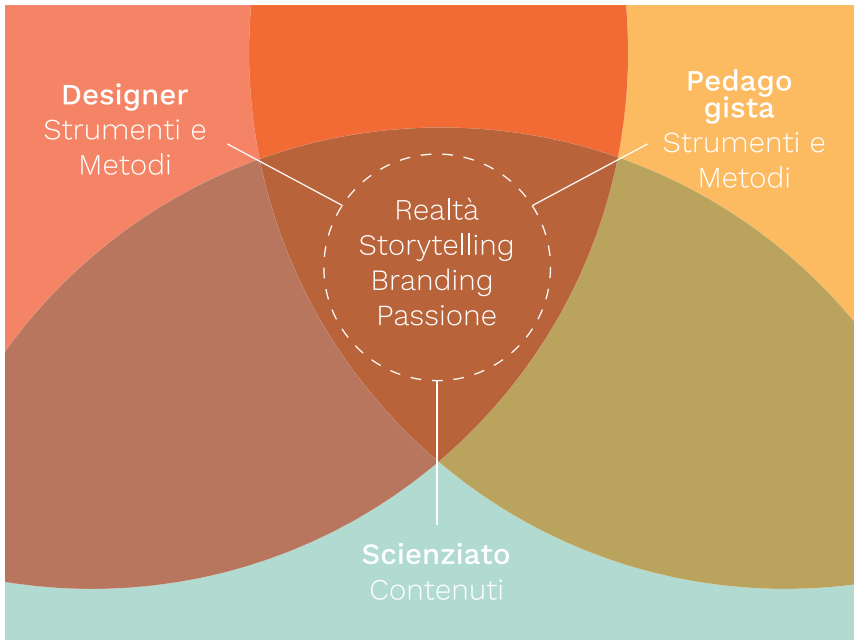 Designer
Strumenti e
Metodi
Pedago
gista
Strumenti e
Metodi
Realtà
Storytelling
Branding
Passione
Scienziato
Contenuti